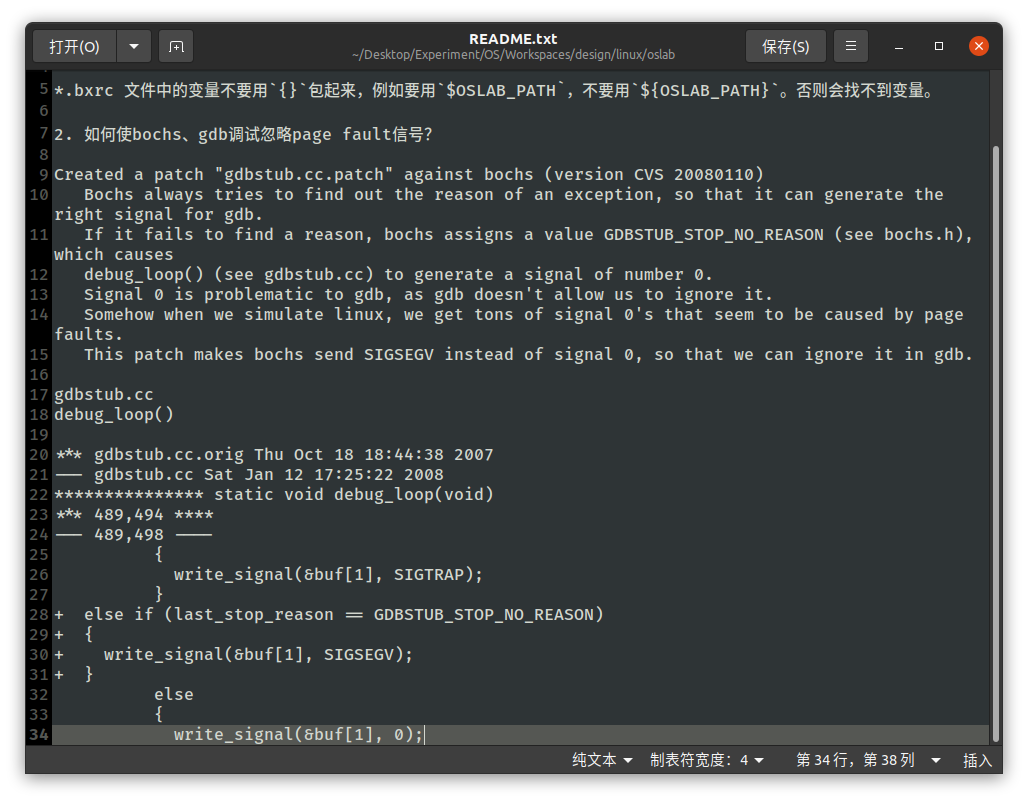 打开(O)
README.txt
~/Desktop/Experiment/OS/Workspaces/design/linux/oslab
保存(S)
5 *.bxrc 文件中的变量不要用`{}`包起来，例如要用`$OSLAB_PATH`，不要用`${OSLAB_PATH}`。否则会找不到变量。
6
7 2. 如何使bochs、gdb调试忽略page fault信号？
8
9 Created a patch "gdbstub.cc.patch" against bochs (version CVS 20080110)
10    Bochs always tries to find out the reason of an exception, so that it can generate the
right signal for gdb.
11    If it fails to find a reason, bochs assigns a value GDBSTUB_STOP_NO_REASON (see bochs.h),
which causes
12    debug_loop() (see gdbstub.cc) to generate a signal of number 0.
13    Signal 0 is problematic to gdb, as gdb doesn't allow us to ignore it.
14    Somehow when we simulate linux, we get tons of signal 0's that seem to be caused by page
faults.
15    This patch makes bochs send SIGSEGV instead of signal 0, so that we can ignore it in gdb.
16
17 gdbstub.cc
18 debug_loop()
19
20 *** gdbstub.cc.orig Thu Oct 18 18:44:38 2007
21 --- gdbstub.cc Sat Jan 12 17:25:22 2008
22 *************** static void debug_loop(void)
23 *** 489,494 ****
24 --- 489,498 ----
25           {
26             write_signal(&buf[1], SIGTRAP);
27           }
28 +  else if (last_stop_reason == GDBSTUB_STOP_NO_REASON)
29 +  {
30 +    write_signal(&buf[1], SIGSEGV);
31 +  }
32           else
33           {
34             write_signal(&buf[1], 0);
纯文本 制表符宽度：4 第 34 行，第 38 列 插入